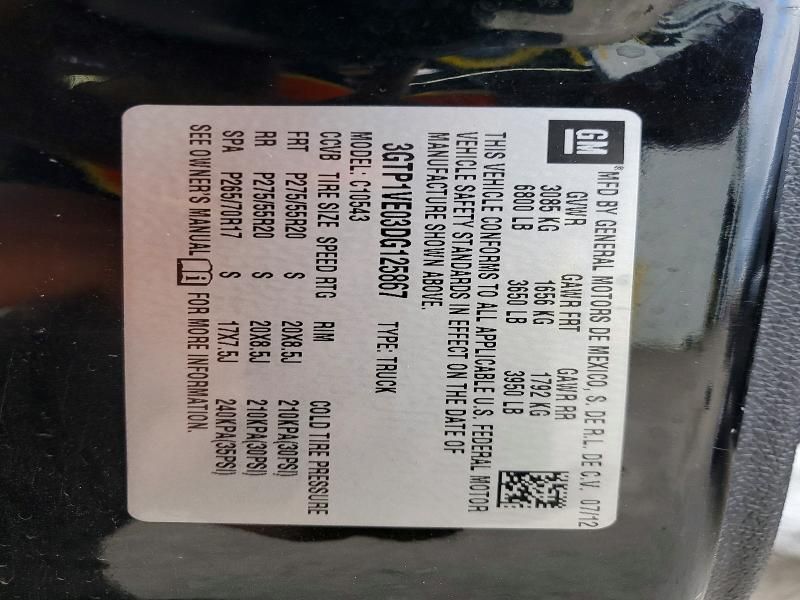 GM
®MFD BY GENERAL MOTORS DE MEXICO, S. DE R.L. DE C.V. 07/12
GVWR GAWR FRT GAWR RR
3085 KG 1656 KG 1792 KG
6800 LB 3650 LB 3950 LB
THIS VEHICLE CONFORMS TO ALL APPLICABLE U.S. FEDERAL MOTOR
VEHICLE SAFETY STANDARDS IN EFFECT ON THE DATE OF
MANUFACTURE SHOWN ABOVE.
3GTP1VE03DG125867 TYPE: TRUCK
MODEL: C10543
CCVB TIRE SIZE SPEED RTG RIM COLD TIRE PRESSURE
FRT P275/55R20 S 20X8.5J 210KPA(30PSI)
RR P275/55R20 S 20X8.5J 210KPA(30PSI)
SPA P265/70R17 S 17X7.5J 240KPA(35PSI)
SEE OWNER'S MANUAL FOR MORE INFORMATION.